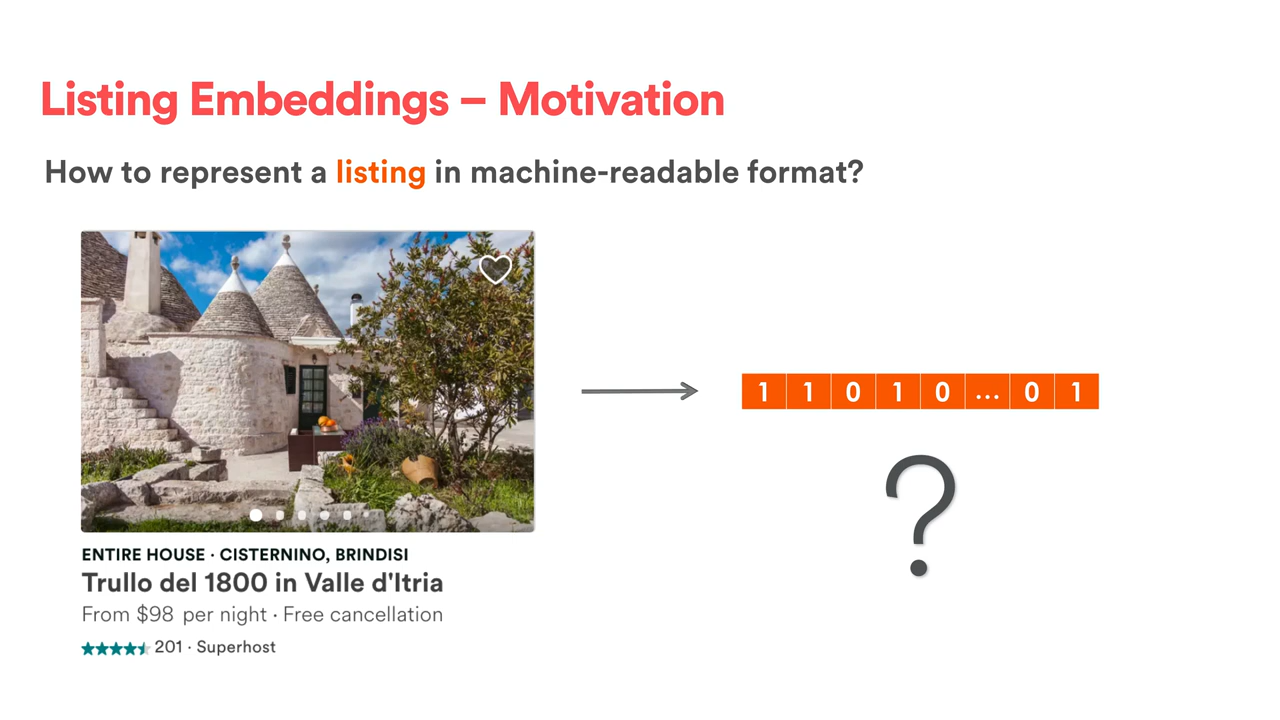 Listing Embeddings – Motivation
How to represent a listing in machine-readable format?
1 1 0 1 0 ... 0 1
?
ENTIRE HOUSE · CISTERNINO, BRINDISI
Trullo del 1800 in Valle d'Itria
From $98 per night · Free cancellation
201 · Superhost